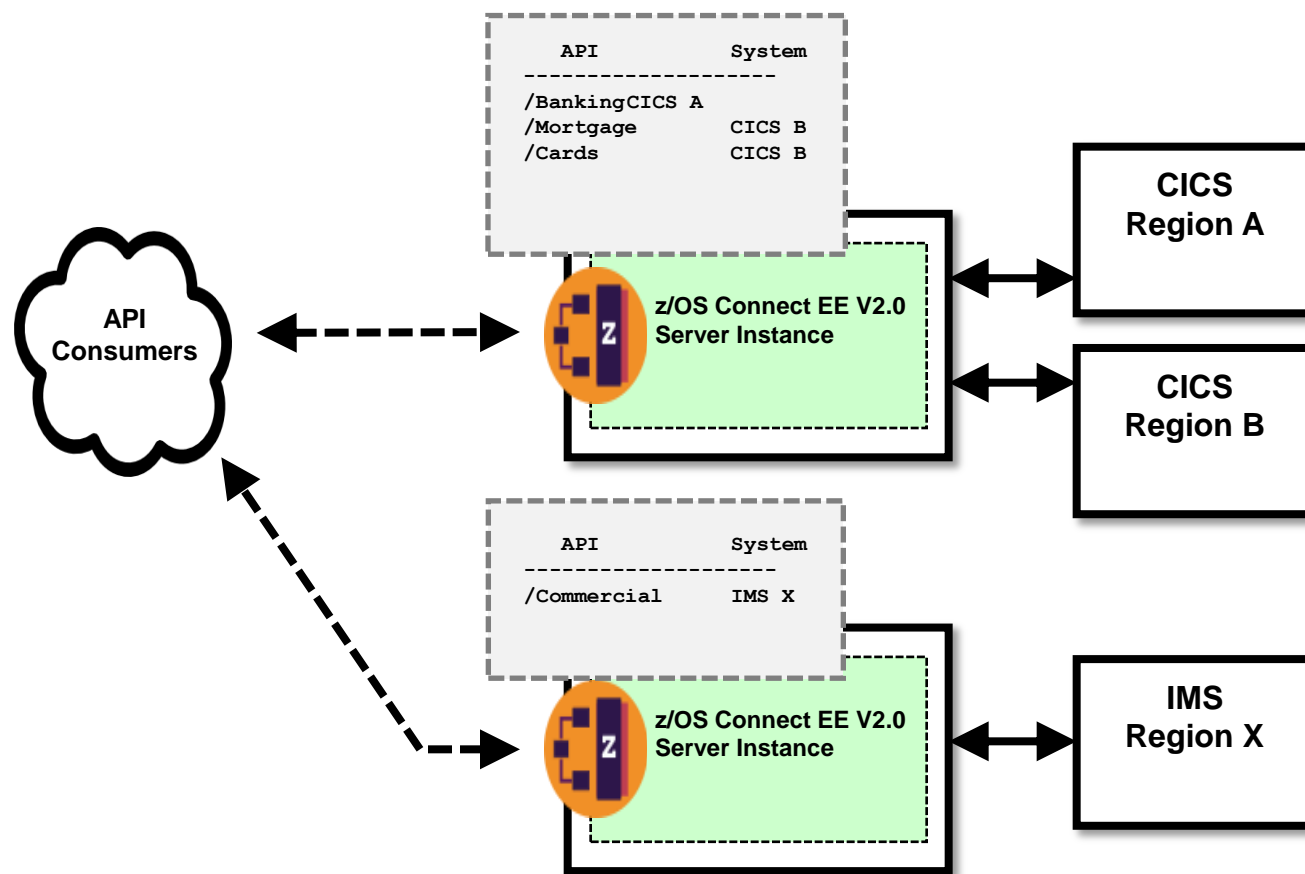 API System
--------------------
/BankingCICS A
/Mortgage CICS B
/Cards CICS B
CICS
Region A
API
Consumers
z/OS Connect EE V2.0
Server Instance
Z
CICS
Region B
API System
--------------------
/Commercial IMS X
z/OS Connect EE V2.0
Server Instance
Z
IMS
Region X